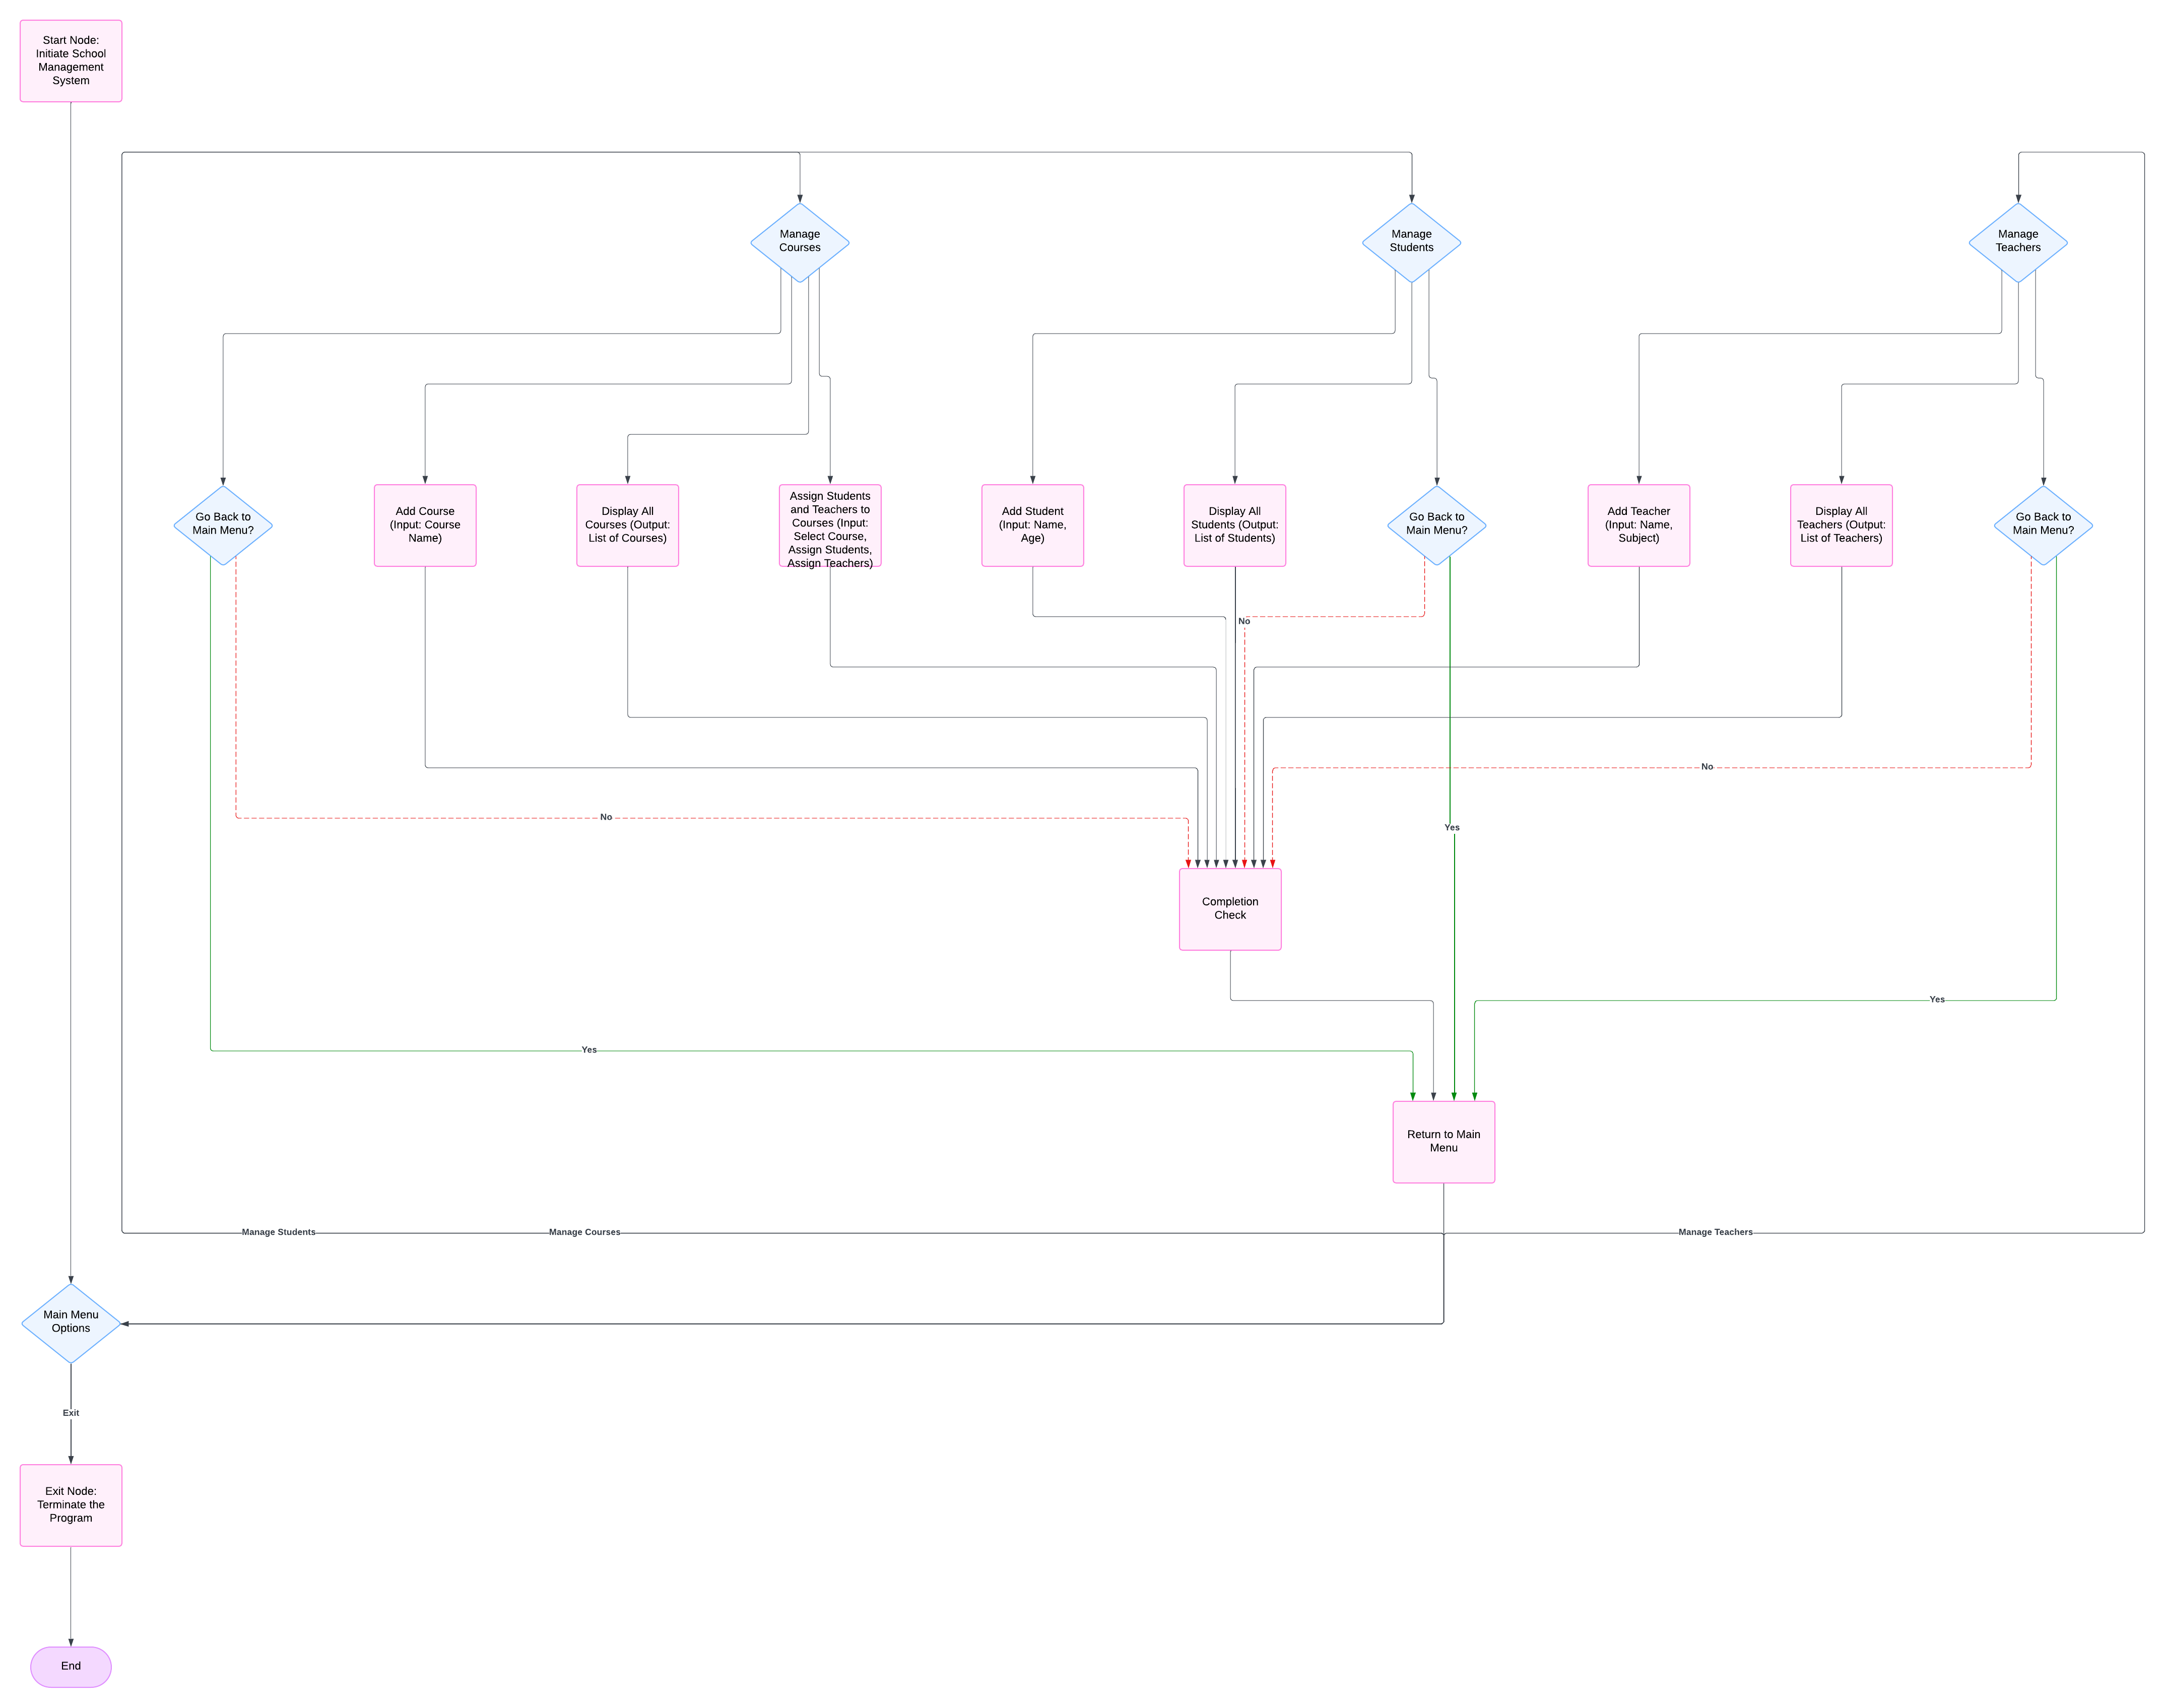 Start Node:
Initiate School
Management
System
Manage
Courses
Manage
Students
Manage
Teachers
Go Back to
Main Menu?
Add Course
(Input: Course
Name)
Display All
Courses (Output:
List of Courses)
Assign Students
and Teachers to
Courses (Input:
Select Course,
Assign Students,
Assign Teachers)
Add Student
(Input: Name,
Age)
Display All
Students (Output:
List of Students)
Go Back to
Main Menu?
Add Teacher
(Input: Name,
Subject)
Display All
Teachers (Output:
List of Teachers)
Go Back to
Main Menu?
No
No
No
Yes
Completion
Check
Yes
Yes
Return to Main
Menu
Manage Students
Manage Courses
Manage Teachers
Main Menu
Options
Exit
Exit Node:
Terminate the
Program
End